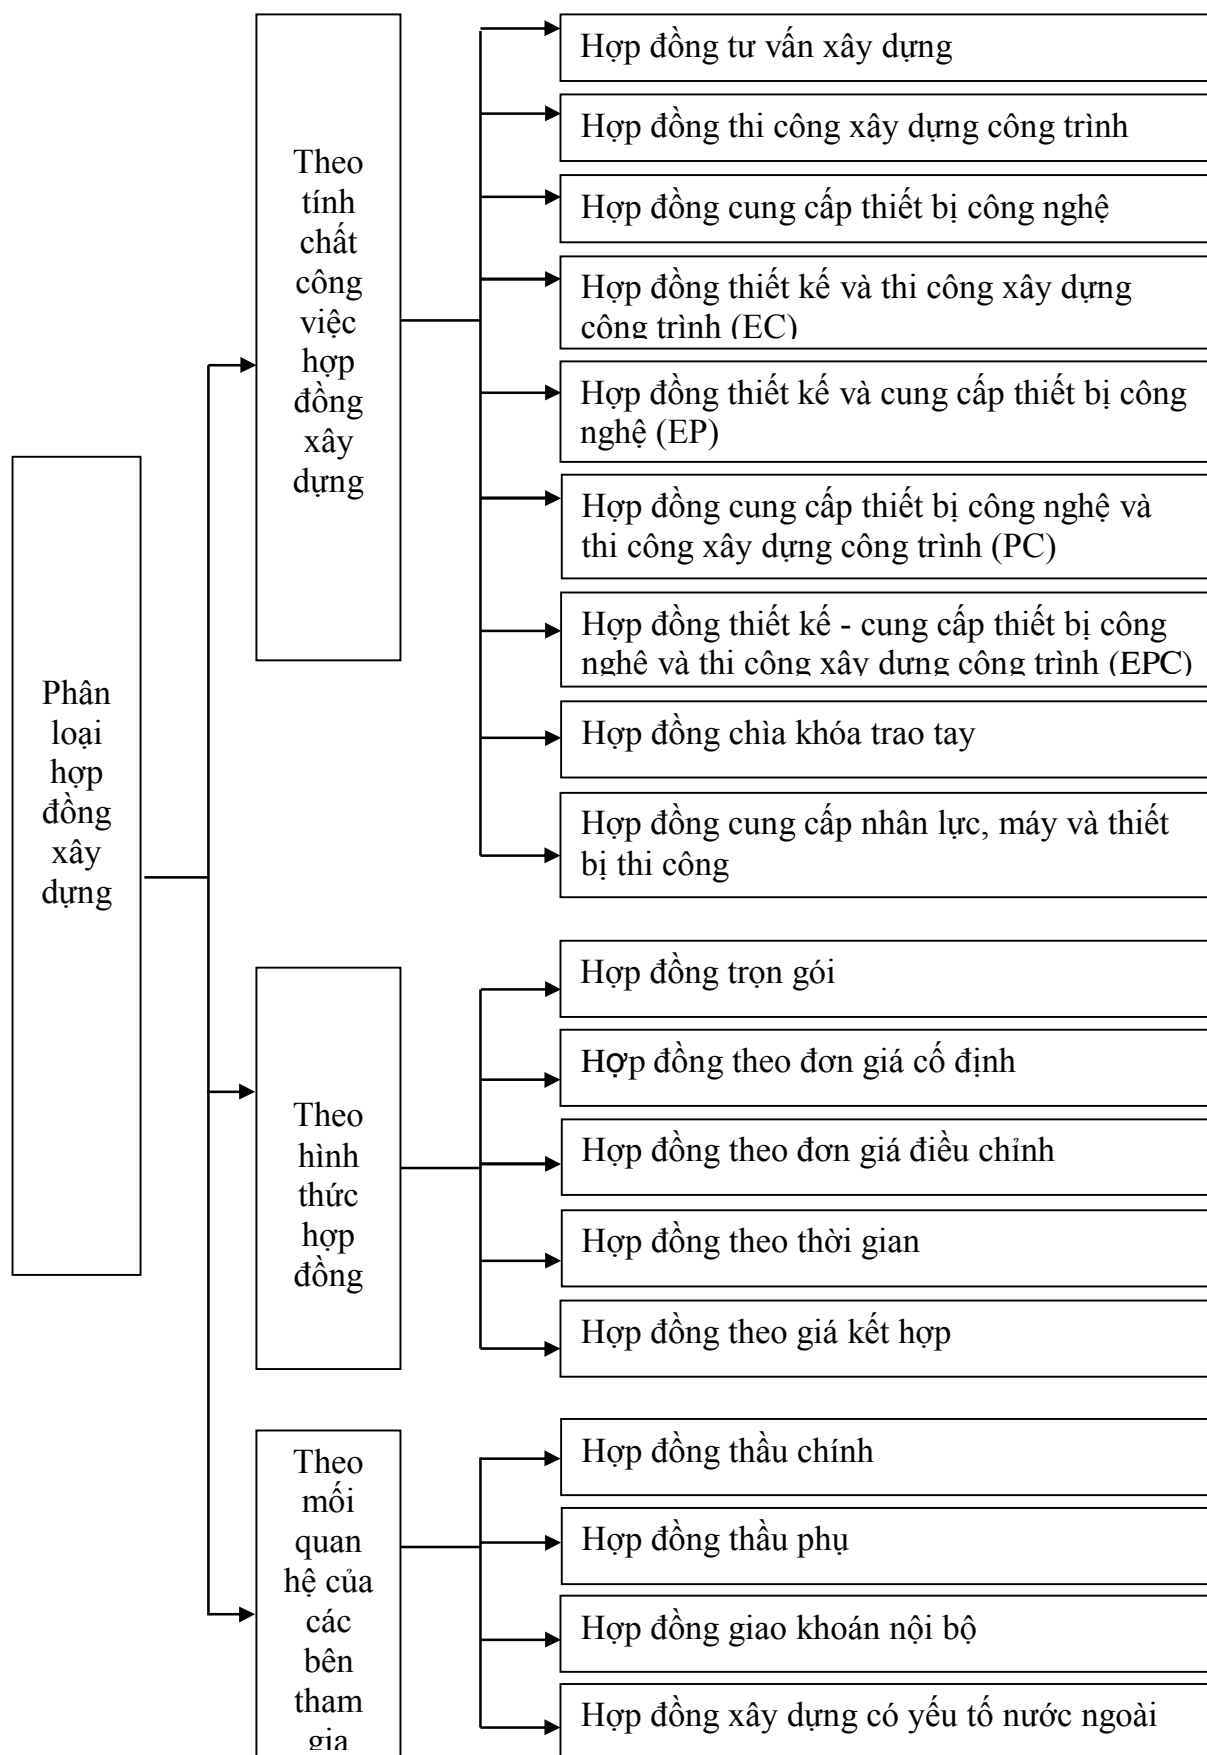 Phân
loại
hợp
đồng
xây
dựng
Theo
tính
chất
công
việc
hợp
đồng
xây
dựng
Hợp đồng tư vấn xây dựng
Hợp đồng thi công xây dựng công trình
Hợp đồng cung cấp thiết bị công nghệ
Hợp đồng thiết kế và thi công xây dựng
công trình (EC)
Hợp đồng thiết kế và cung cấp thiết bị công
nghệ (EP)
Hợp đồng cung cấp thiết bị công nghệ và
thi công xây dựng công trình (PC)
Hợp đồng thiết kế - cung cấp thiết bị công
nghệ và thi công xây dựng công trình (EPC)
Hợp đồng chìa khóa trao tay
Hợp đồng cung cấp nhân lực, máy và thiết
bị thi công
Theo
hình
thức
hợp
đồng
Hợp đồng trọn gói
Hợp đồng theo đơn giá cố định
Hợp đồng theo đơn giá điều chỉnh
Hợp đồng theo thời gian
Hợp đồng theo giá kết hợp
Theo
mối
quan
hệ của
các
bên
tham
gia
Hợp đồng thầu chính
Hợp đồng thầu phụ
Hợp đồng giao khoán nội bộ
Hợp đồng xây dựng có yếu tố nước ngoài